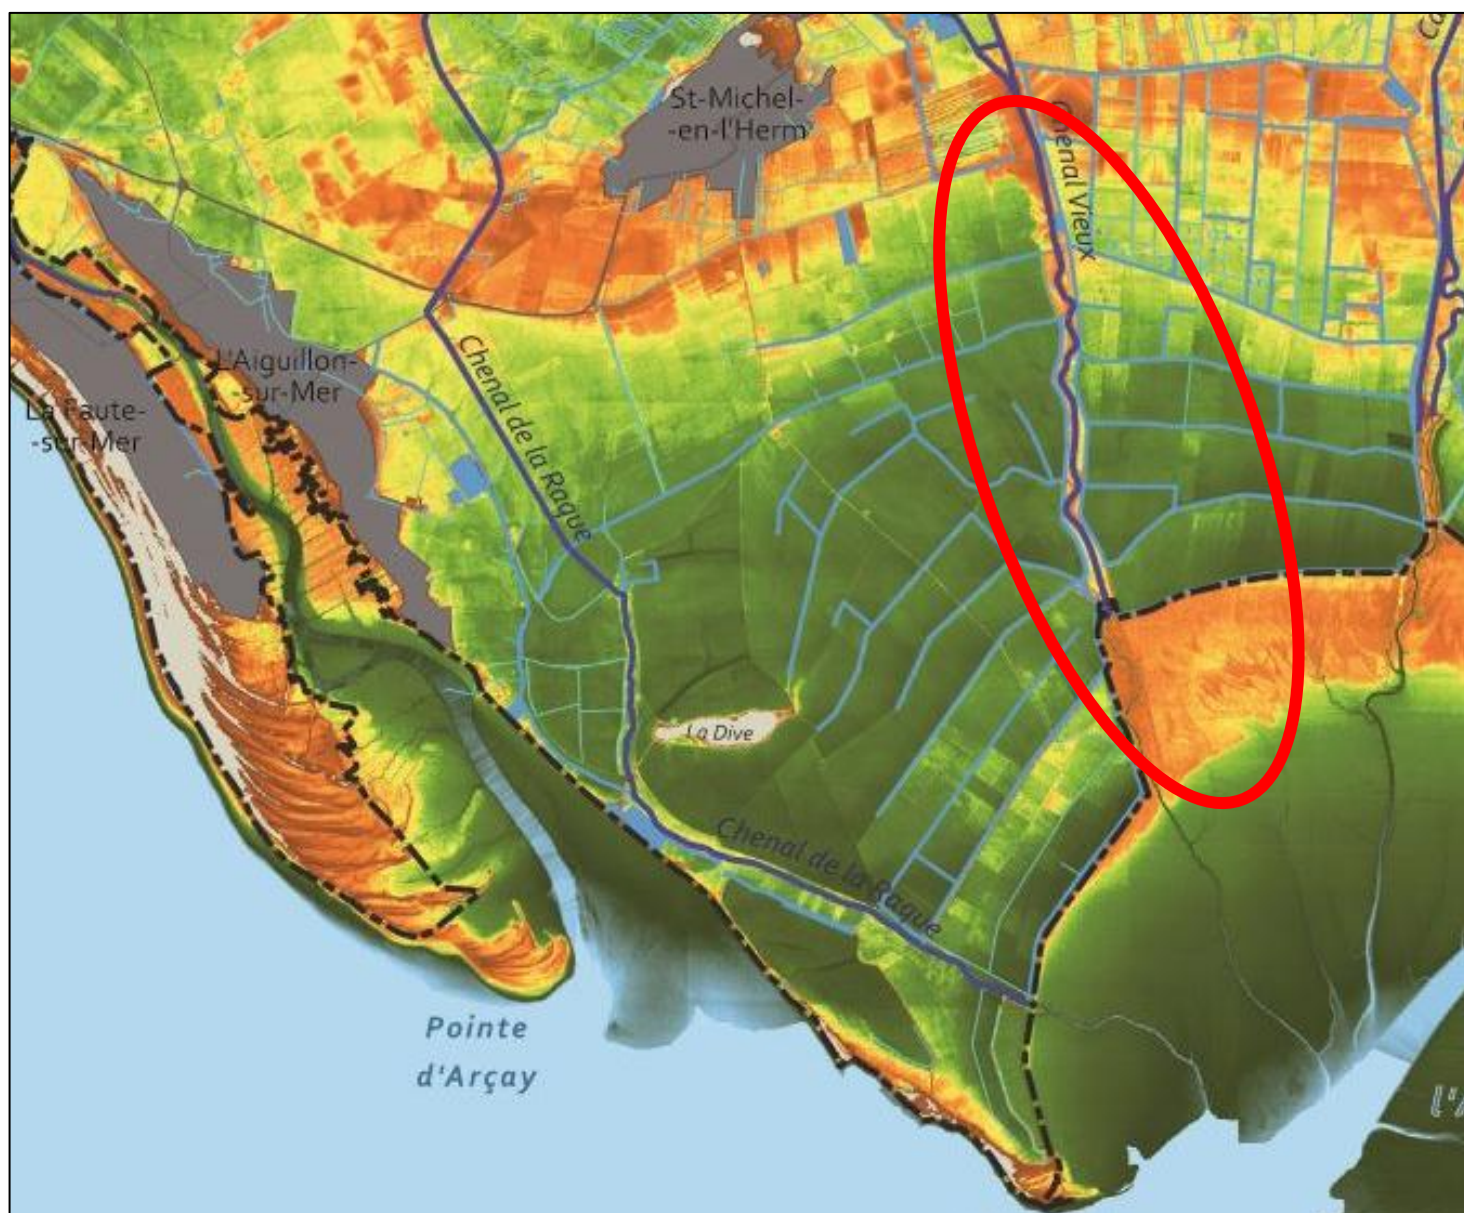 St-Michel-
-en-l'Herm
Chenal Vieux
L'Aiguillon-
-sur-Mer
La Faute-
-sur-Mer
Chenal de la Raque
La Dive
Chenal de la Raque
Pointe
d'Arçay